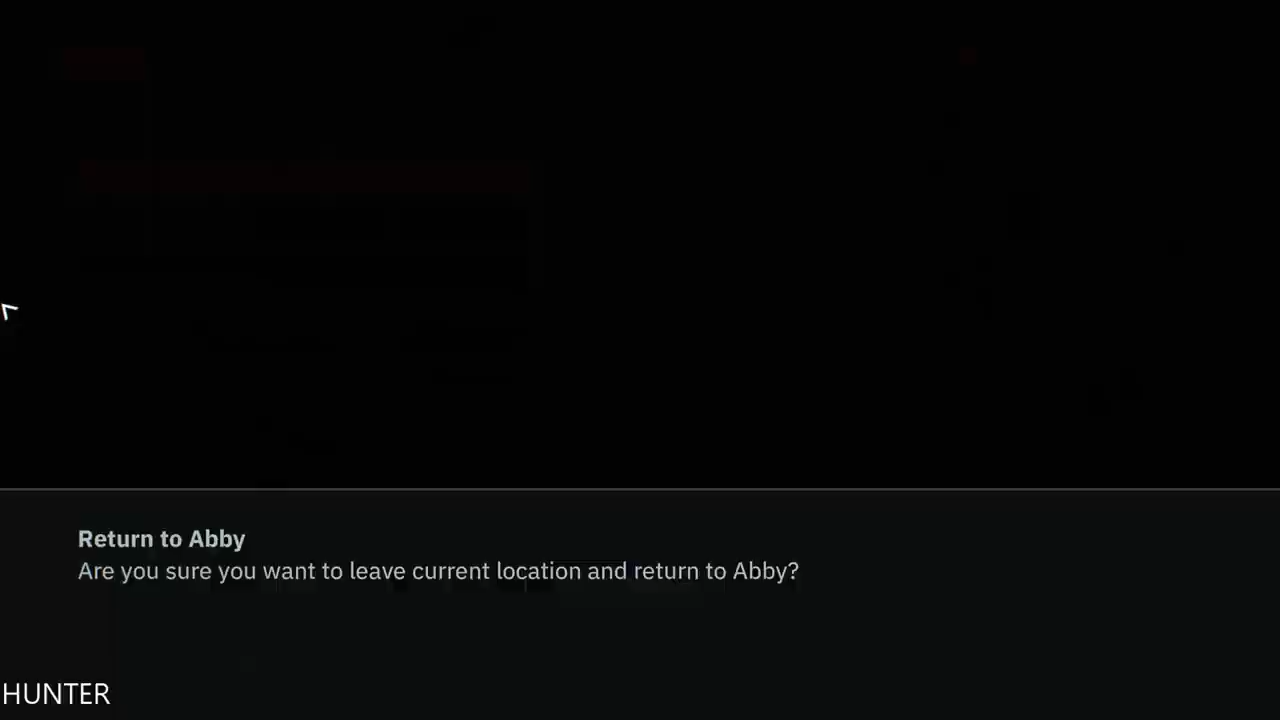 Return to Abby
Are you sure you want to leave current location and return to Abby?
HUNTER